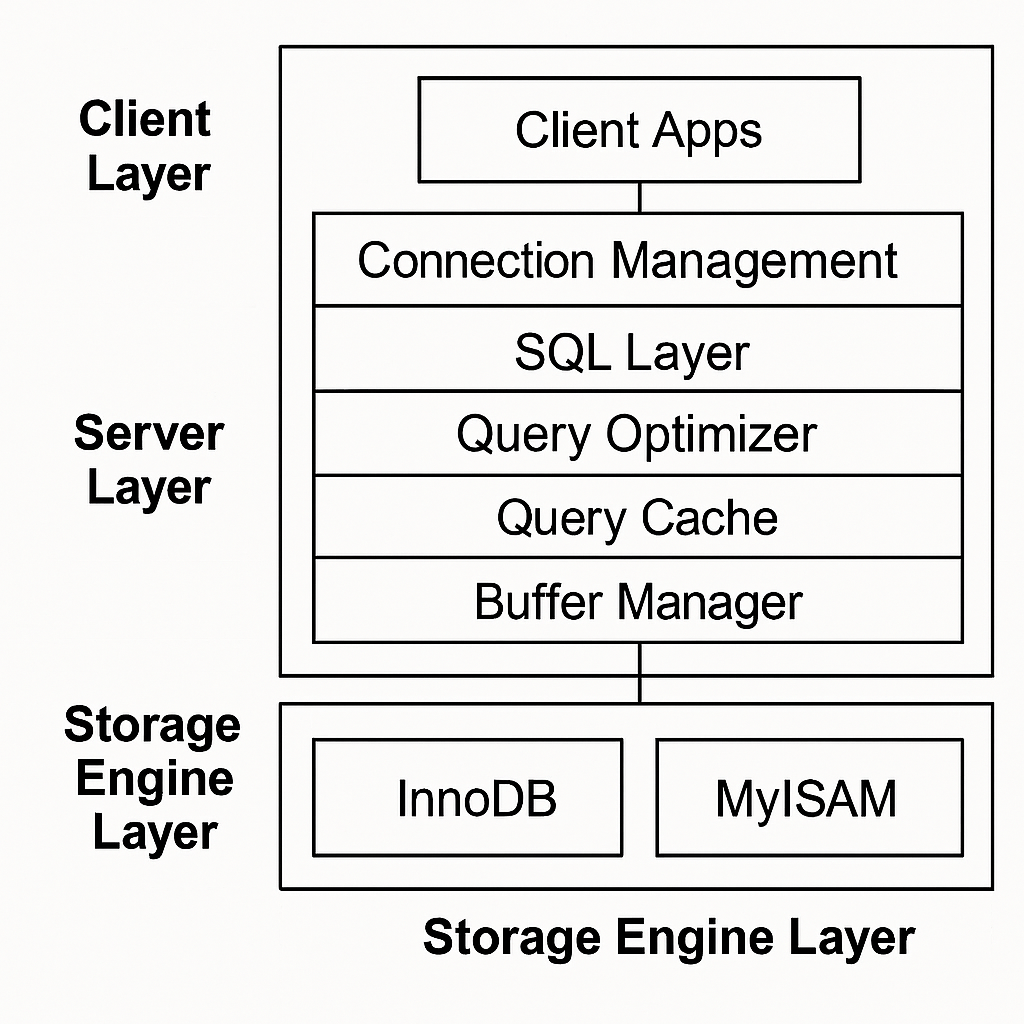 Client
Layer
Client Apps
Connection Management
SQL Layer
Server
Layer
Query Optimizer
Query Cache
Buffer Manager
Storage
Engine
Layer
InnoDB
MyISAM
Storage Engine Layer